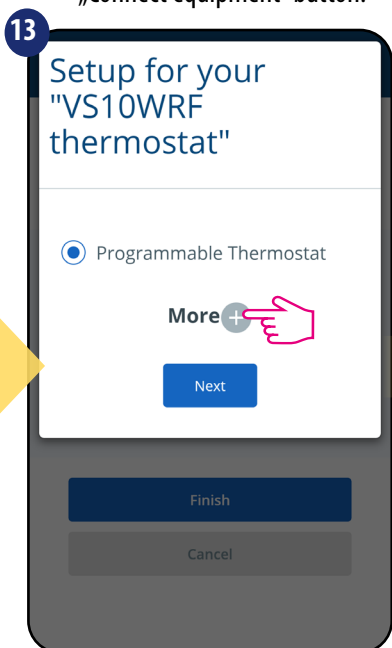 „connect equipment" button.
13
Setup for your
"VS10WRF
thermostat"
Programmable Thermostat
More +
Next
Finish
Cancel